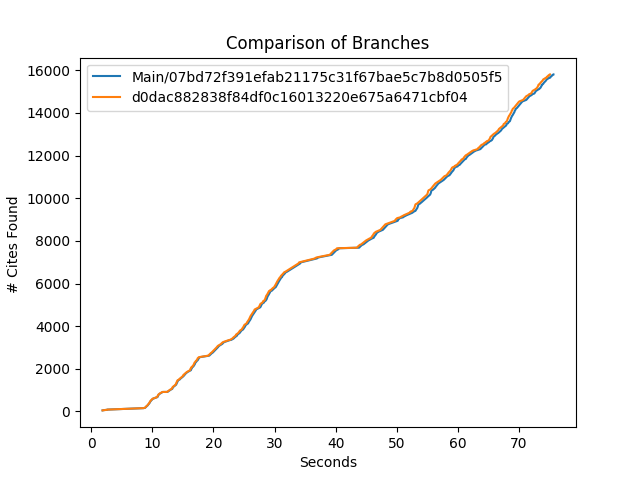 Comparison of Branches
Main/07bd72f391efab21175c31f67bae5c7b8d0505f5
d0dac882838f84df0c16013220e675a6471cbf04
16000
14000
12000
10000
8000
6000
4000
2000
0
# Cites Found
0 10 20 30 40 50 60 70
Seconds